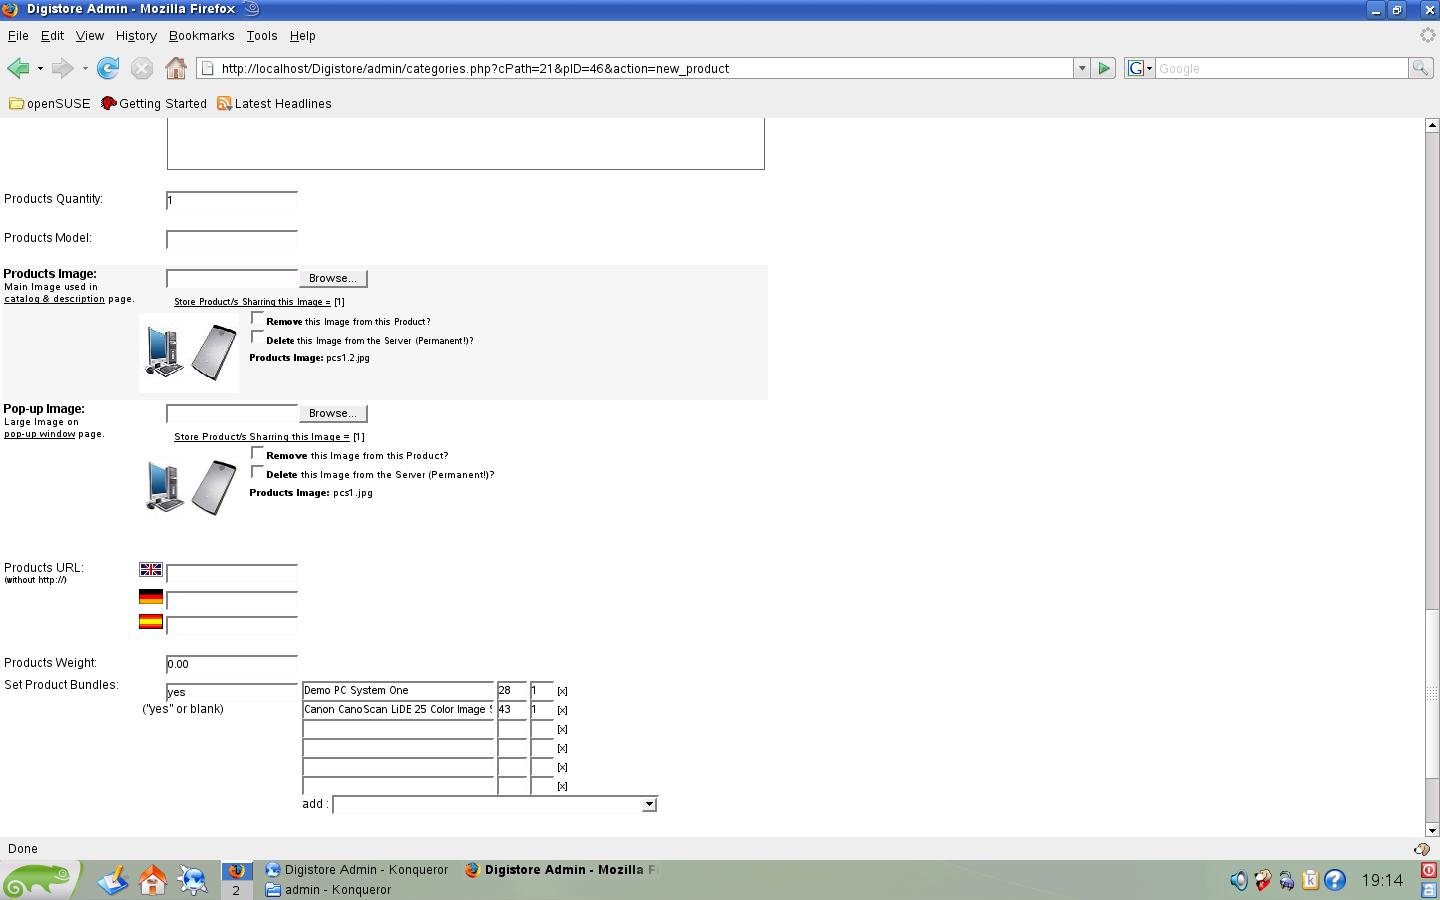 Digistore Admin - Mozilla Firefox
File Edit View History Bookmarks Tools Help
http://localhost/Digistore/admin/categories.php?cPath=21&pID=46&action=new_product
G Google
openSUSE Getting Started Latest Headlines
Products Quantity: 1
Products Model:
Products Image: Browse...
Main Image used in
catalog & description page.
Store Product/s Sharring this Image = [1]
Remove this Image from this Product?
Delete this Image from the Server (Permanent!)?
Products Image: pcs1.2.jpg
Pop-up Image: Browse...
Large Image on
pop-up window page.
Store Product/s Sharring this Image = [1]
Remove this Image from this Product?
Delete this Image from the Server (Permanent!)?
Products Image: pcs1.jpg
Products URL:
(without http://)
Products Weight: 0.00
Set Product Bundles: yes Demo PC System One 28 1 [x]
("yes" or blank) Canon CanoScan LiDE 25 Color Image 43 1 [x]
[x]
[x]
[x]
[x]
add :
Done
Digistore Admin - Konqueror Digistore Admin - Mozilla F
2 admin - Konqueror
19:14